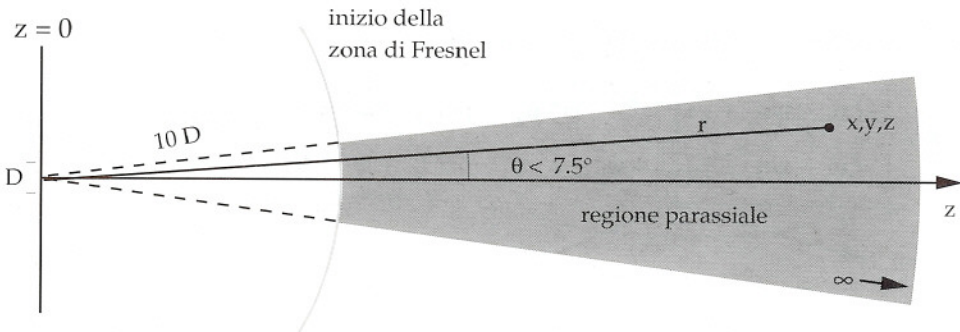 inizio della
z = 0
zona di Fresnel
10 D
r
x,y,z
D
θ < 7.5°
z
regione parassiale
∞